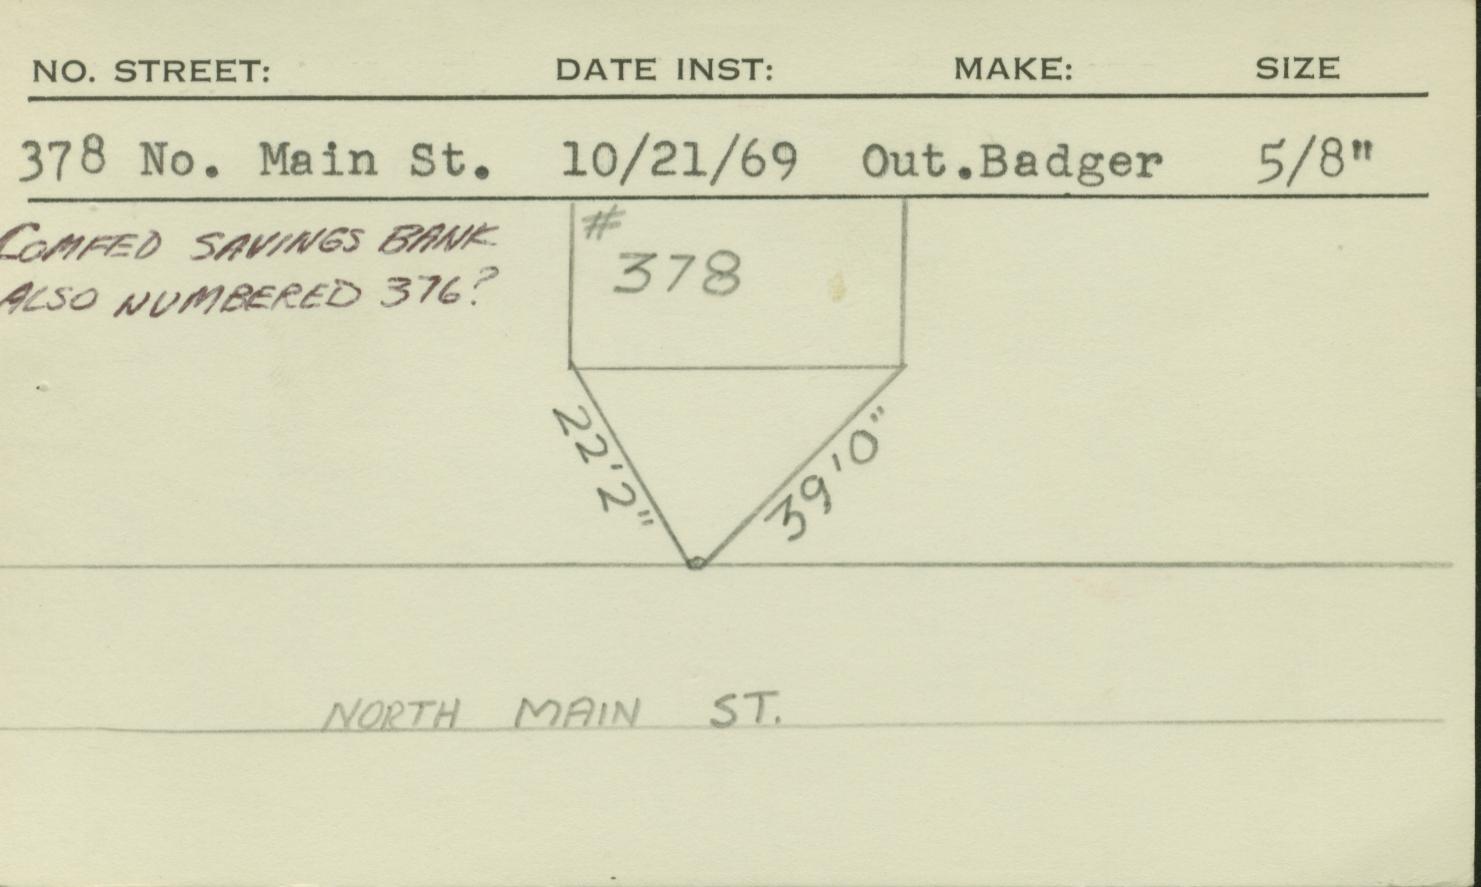 NO. STREET: DATE INST: MAKE: SIZE
378 No. Main St. 10/21/69 Out.Badger 5/8"
COMFED SAVINGS BANK
ALSO NUMBERED 376?
#
378
22'2"
39'0"
NORTH MAIN ST.